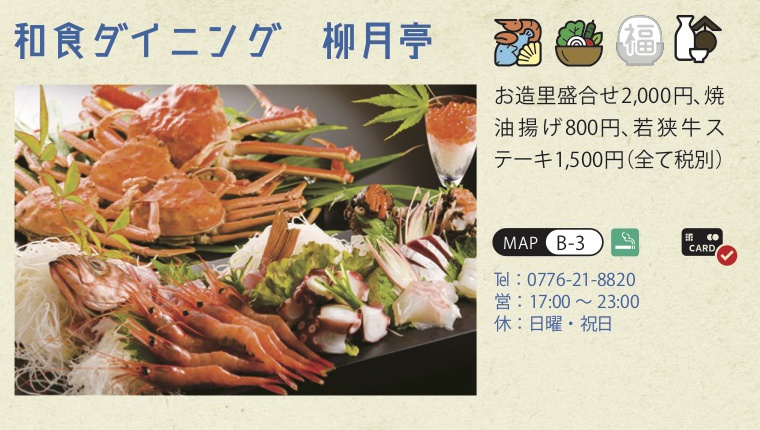 和食ダイニング　柳月亭
福
お造里盛合せ2,000円、焼
油揚げ800円、若狭牛ス
テーキ1,500円（全て税別）
MAP B-3
CARD
℡：0776-21-8820
営：17:00 ～ 23:00
休：日曜・祝日